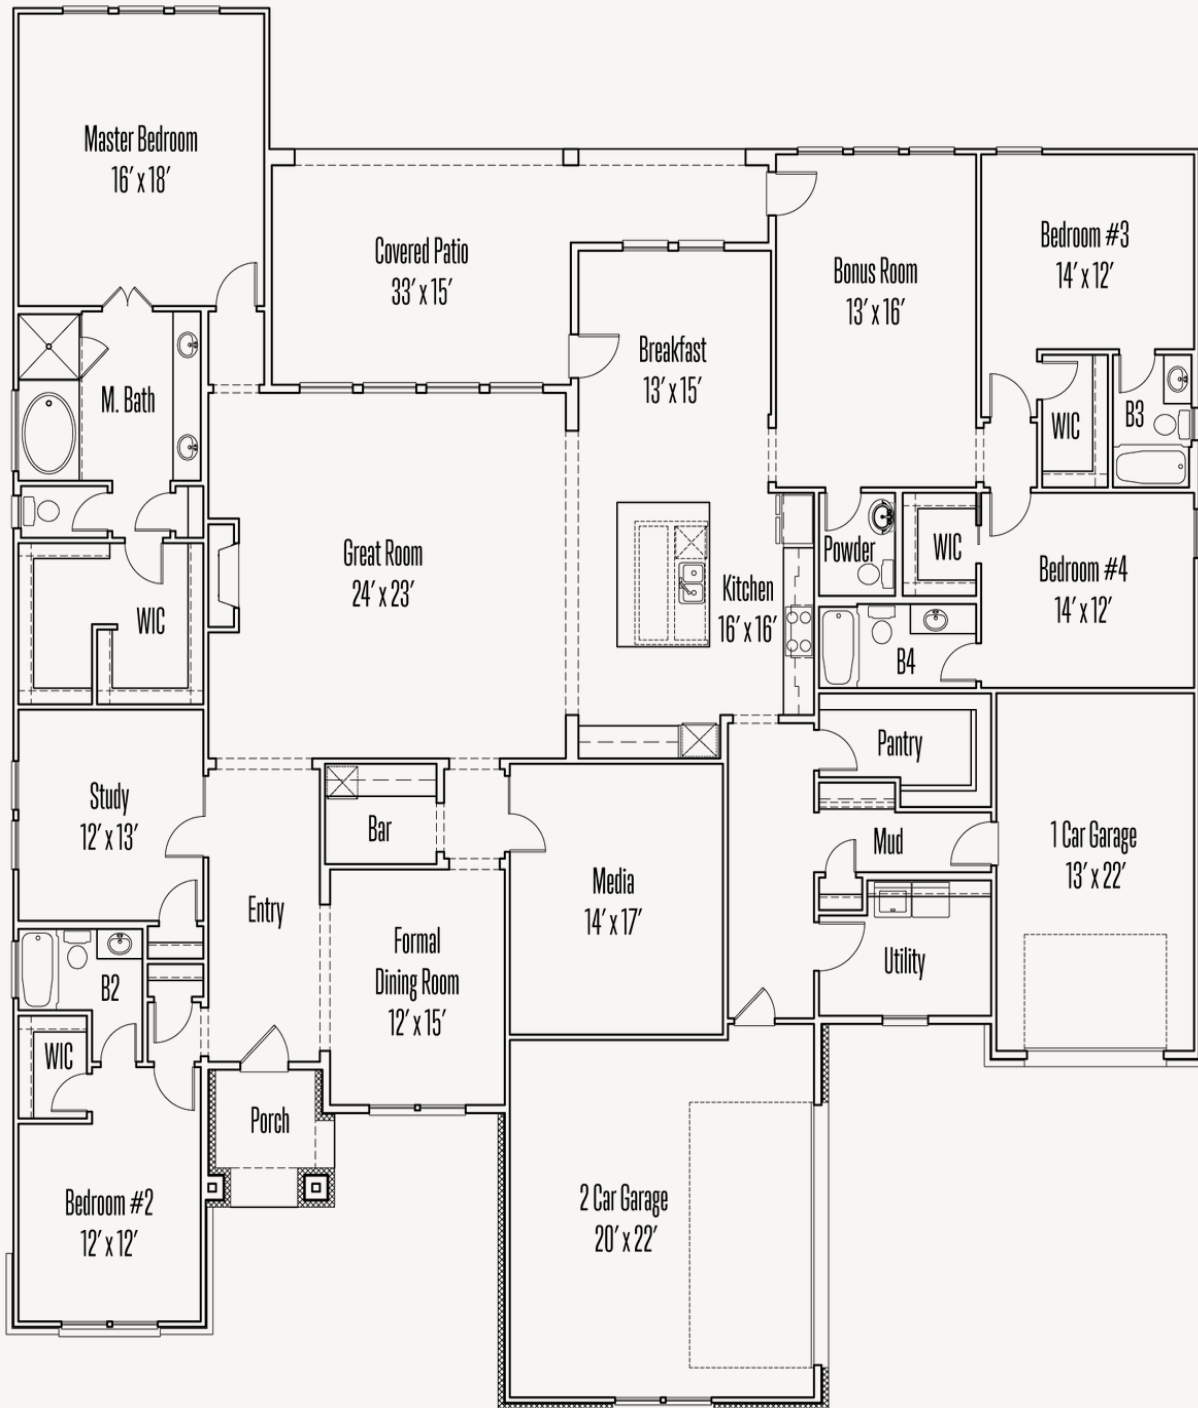 Master Bedroom
16' x 18'
Covered Patio
33' x 15'
Bonus Room
13' x 16'
Bedroom #3
14' x 12'
Breakfast
13' x 15'
M. Bath
WIC
B3
Great Room
24' x 23'
Kitchen
16' x 16'
Powder
WIC
Bedroom #4
14' x 12'
WIC
B4
Pantry
Study
12' x 13'
Bar
Mud
1 Car Garage
13' x 22'
Entry
Media
14' x 17'
Formal
Dining Room
12' x 15'
Utility
B2
WIC
Porch
Bedroom #2
12' x 12'
2 Car Garage
20' x 22'